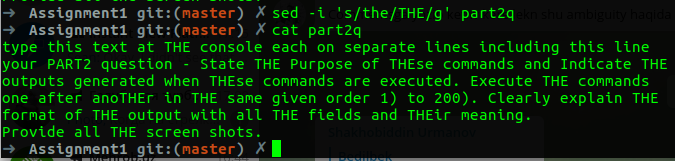 ➜ Assignment1 git:(master) ✗ sed -i 's/the/THE/g' part2q
➜ Assignment1 git:(master) ✗ cat part2q
type this text at THE console each on separate lines including this line
your PART2 question - State THE Purpose of THEse commands and Indicate THE
outputs generated when THEse commands are executed. Execute THE commands
one after anoTHEr in THE same given order 1) to 200). Clearly explain THE
format of THE output with all THE fields and THEir meaning.
Provide all THE screen shots.
➜ Assignment1 git:(master) ✗